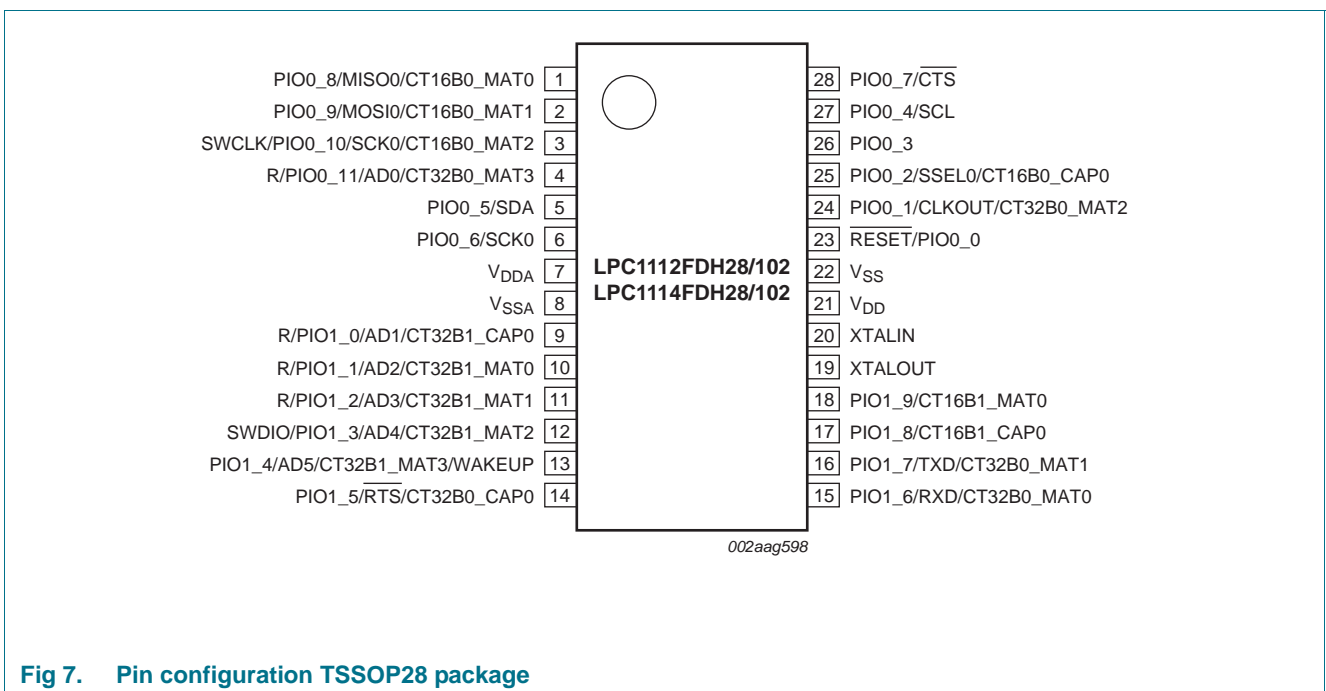 PIO0_8/MISO0/CT16B0_MAT0 1
PIO0_9/MOSI0/CT16B0_MAT1 2
SWCLK/PIO0_10/SCK0/CT16B0_MAT2 3
R/PIO0_11/AD0/CT32B0_MAT3 4
PIO0_5/SDA 5
PIO0_6/SCK0 6
VDDA 7
VSSA 8
R/PIO1_0/AD1/CT32B1_CAP0 9
R/PIO1_1/AD2/CT32B1_MAT0 10
R/PIO1_2/AD3/CT32B1_MAT1 11
SWDIO/PIO1_3/AD4/CT32B1_MAT2 12
PIO1_4/AD5/CT32B1_MAT3/WAKEUP 13
PIO1_5/R̅T̅S̅/CT32B0_CAP0 14
LPC1112FDH28/102
LPC1114FDH28/102
28 PIO0_7/C̅T̅S̅
27 PIO0_4/SCL
26 PIO0_3
25 PIO0_2/SSEL0/CT16B0_CAP0
24 PIO0_1/CLKOUT/CT32B0_MAT2
23 R̅E̅S̅E̅T̅/PIO0_0
22 VSS
21 VDD
20 XTALIN
19 XTALOUT
18 PIO1_9/CT16B1_MAT0
17 PIO1_8/CT16B1_CAP0
16 PIO1_7/TXD/CT32B0_MAT1
15 PIO1_6/RXD/CT32B0_MAT0
002aag598
Fig 7. Pin configuration TSSOP28 package